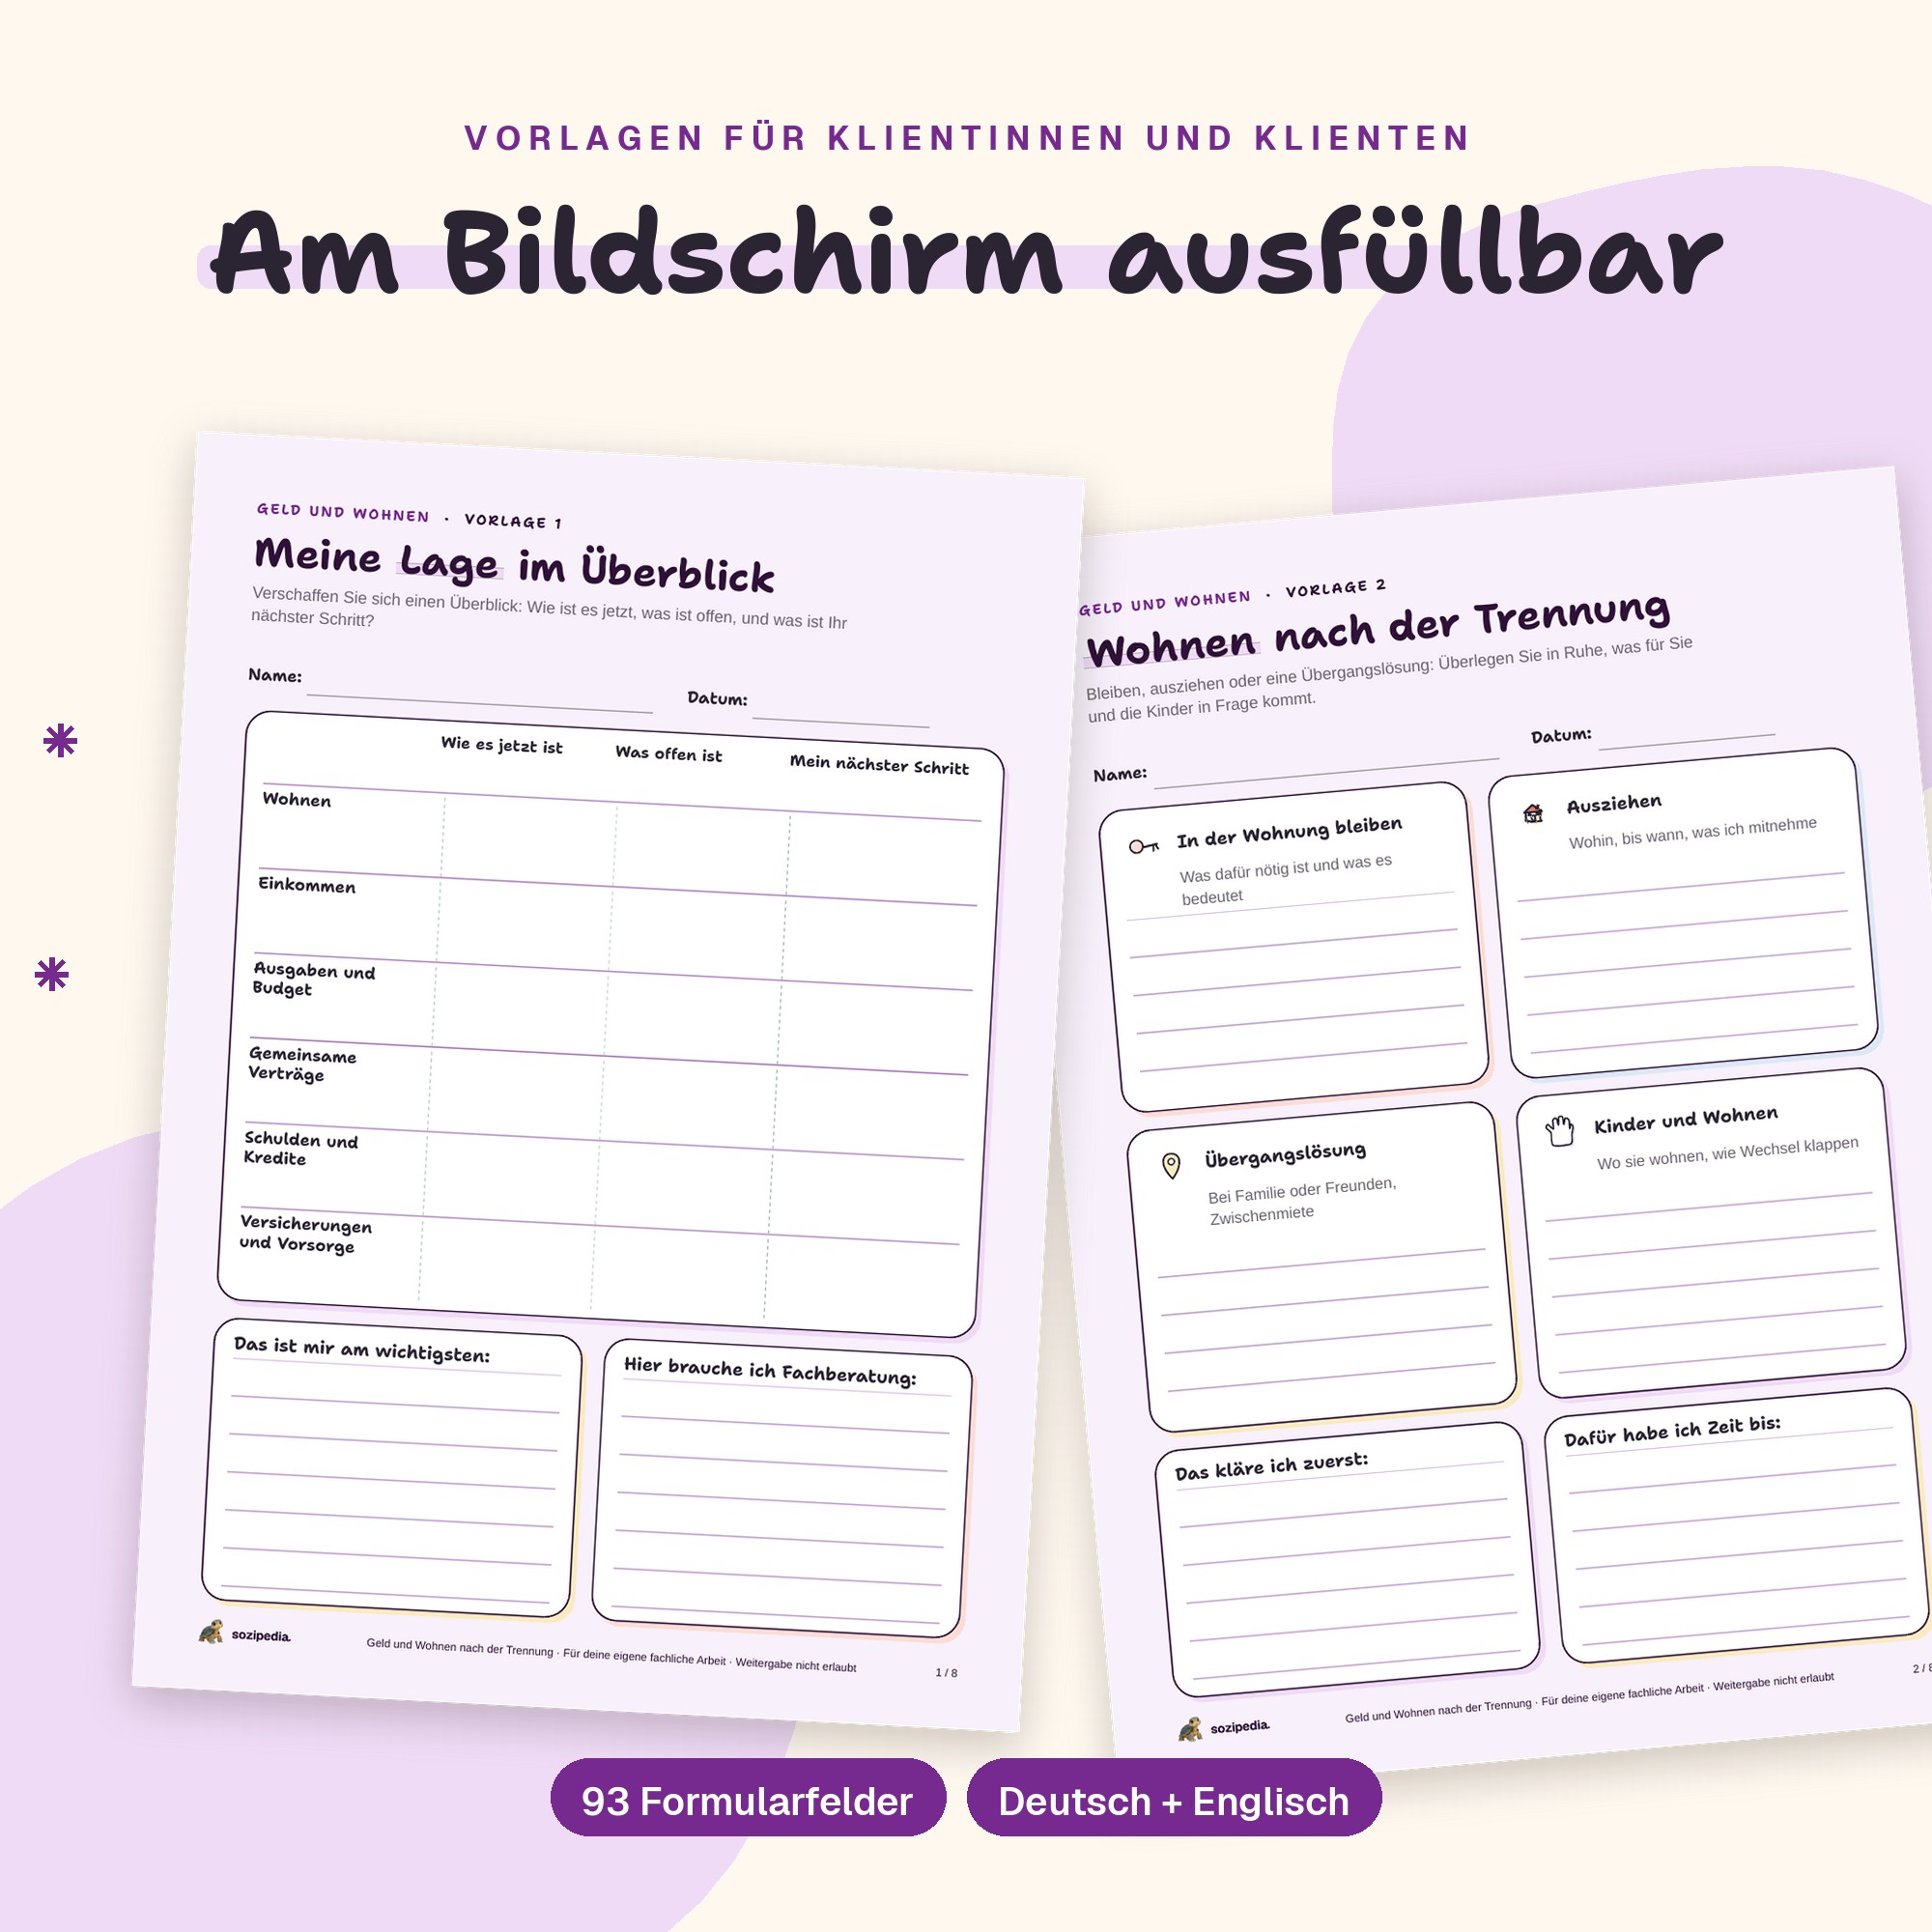 VORLAGEN FÜR KLIENTINNEN UND KLIENTEN
Am Bildschirm ausfüllbar
GELD UND WOHNEN · VORLAGE 1
Meine Lage im Überblick
Verschaffen Sie sich einen Überblick: Wie ist es jetzt, was ist offen, und was ist Ihr
nächster Schritt?
Name:
Datum:
Wie es jetzt ist
Was offen ist
Mein nächster Schritt
Wohnen
Einkommen
Ausgaben und
Budget
Gemeinsame
Verträge
Schulden und
Kredite
Versicherungen
und Vorsorge
Das ist mir am wichtigsten:
Hier brauche ich Fachberatung:
sozipedia.
Geld und Wohnen nach der Trennung · Für deine eigene fachliche Arbeit · Weitergabe nicht erlaubt
1 / 8
GELD UND WOHNEN · VORLAGE 2
Wohnen nach der Trennung
Bleiben, ausziehen oder eine Übergangslösung: Überlegen Sie in Ruhe, was für Sie
und die Kinder in Frage kommt.
Name:
Datum:
In der Wohnung bleiben
Was dafür nötig ist und was es
bedeutet
Ausziehen
Wohin, bis wann, was ich mitnehme
Übergangslösung
Bei Familie oder Freunden,
Zwischenmiete
Kinder und Wohnen
Wo sie wohnen, wie Wechsel klappen
Das kläre ich zuerst:
Dafür habe ich Zeit bis:
sozipedia.
Geld und Wohnen nach der Trennung · Für deine eigene fachliche Arbeit · Weitergabe nicht erlaubt
2 / 8
93 Formularfelder
Deutsch + Englisch